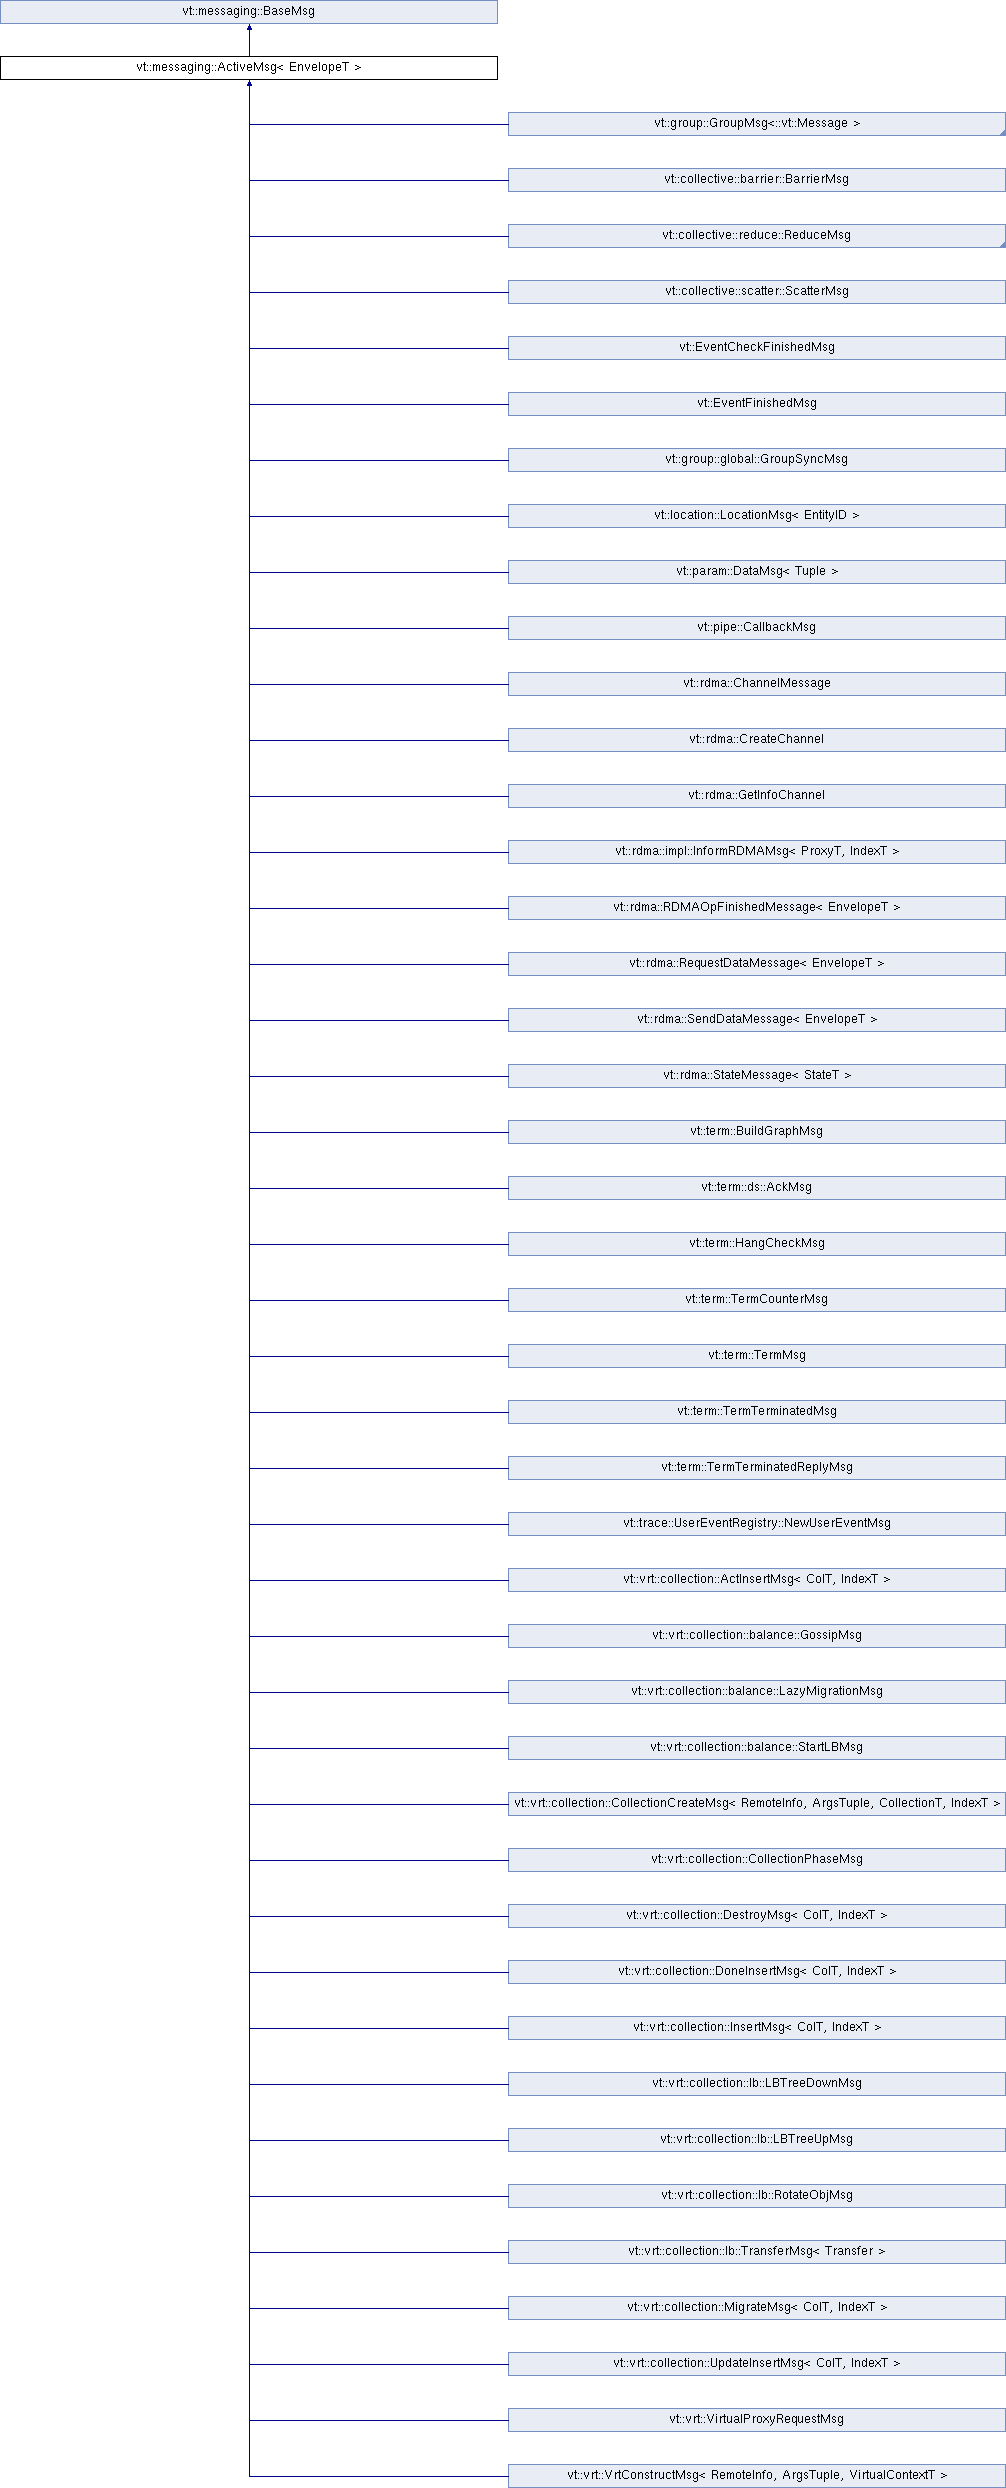 vt::messaging::BaseMsg
vt::messaging::ActiveMsg< EnvelopeT >
vt::group::GroupMsg<::vt::Message >
vt::collective::barrier::BarrierMsg
vt::collective::reduce::ReduceMsg
vt::collective::scatter::ScatterMsg
vt::EventCheckFinishedMsg
vt::EventFinishedMsg
vt::group::global::GroupSyncMsg
vt::location::LocationMsg< EntityID >
vt::param::DataMsg< Tuple >
vt::pipe::CallbackMsg
vt::rdma::ChannelMessage
vt::rdma::CreateChannel
vt::rdma::GetInfoChannel
vt::rdma::impl::InformRDMAMsg< ProxyT, IndexT >
vt::rdma::RDMAOpFinishedMessage< EnvelopeT >
vt::rdma::RequestDataMessage< EnvelopeT >
vt::rdma::SendDataMessage< EnvelopeT >
vt::rdma::StateMessage< StateT >
vt::term::BuildGraphMsg
vt::term::ds::AckMsg
vt::term::HangCheckMsg
vt::term::TermCounterMsg
vt::term::TermMsg
vt::term::TermTerminatedMsg
vt::term::TermTerminatedReplyMsg
vt::trace::UserEventRegistry::NewUserEventMsg
vt::vrt::collection::ActInsertMsg< ColT, IndexT >
vt::vrt::collection::balance::GossipMsg
vt::vrt::collection::balance::LazyMigrationMsg
vt::vrt::collection::balance::StartLBMsg
vt::vrt::collection::CollectionCreateMsg< RemoteInfo, ArgsTuple, CollectionT, IndexT >
vt::vrt::collection::CollectionPhaseMsg
vt::vrt::collection::DestroyMsg< ColT, IndexT >
vt::vrt::collection::DoneInsertMsg< ColT, IndexT >
vt::vrt::collection::InsertMsg< ColT, IndexT >
vt::vrt::collection::lb::LBTreeDownMsg
vt::vrt::collection::lb::LBTreeUpMsg
vt::vrt::collection::lb::RotateObjMsg
vt::vrt::collection::lb::TransferMsg< Transfer >
vt::vrt::collection::MigrateMsg< ColT, IndexT >
vt::vrt::collection::UpdateInsertMsg< ColT, IndexT >
vt::vrt::VirtualProxyRequestMsg
vt::vrt::VrtConstructMsg< RemoteInfo, ArgsTuple, VirtualContextT >